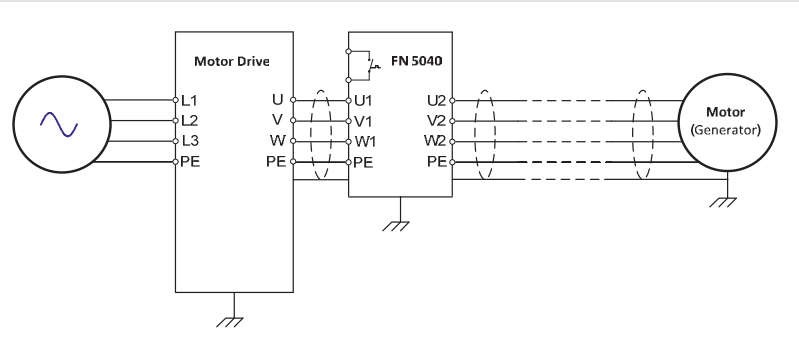 Motor Drive
FN 5040
L1 U U1 U2
L2 V V1 V2
L3 W W1 W2
PE PE PE PE
Motor
(Generator)